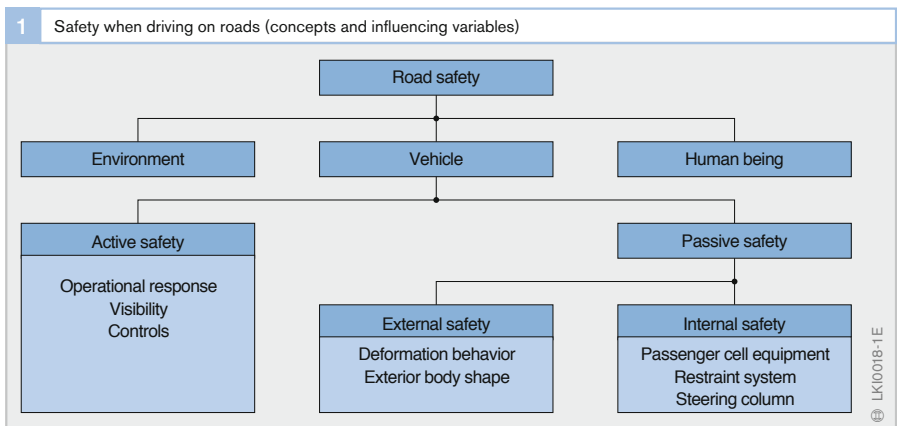 1 Safety when driving on roads (concepts and influencing variables)
Road safety
Environment
Vehicle
Human being
Active safety
Operational response
Visibility
Controls
Passive safety
External safety
Deformation behavior
Exterior body shape
Internal safety
Passenger cell equipment
Restraint system
Steering column
LKI0018-1E